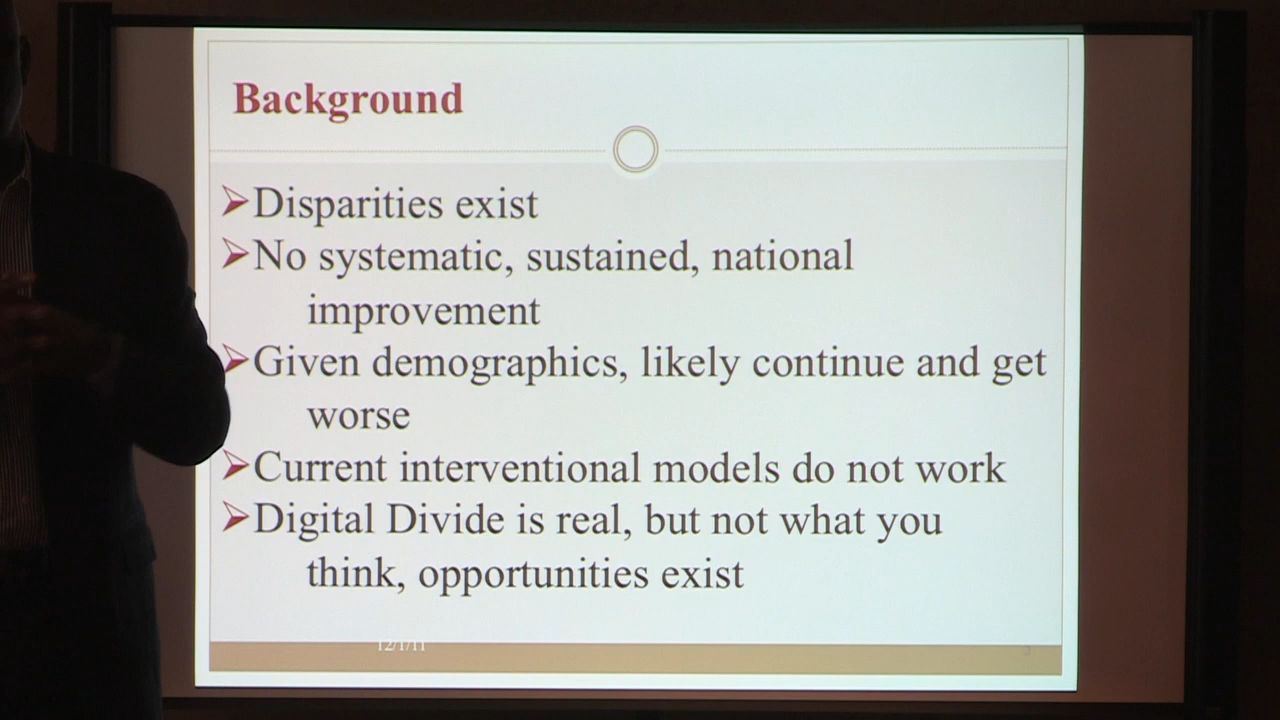 Background
➢Disparities exist
➢No systematic, sustained, national
improvement
➢Given demographics, likely continue and get
worse
➢Current interventional models do not work
➢Digital Divide is real, but not what you
think, opportunities exist
12/1/11